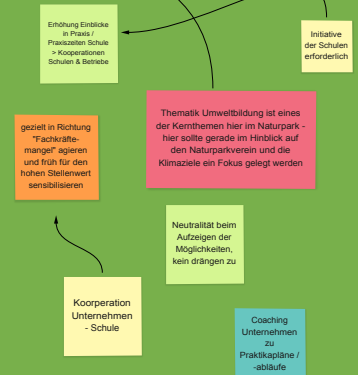 Erhöhung Einblicke
in Praxis /
Praxiszeiten Schule
> Kooperationen
Schulen & Betriebe
Initiative
der Schulen
erforderlich
Thematik Umweltbildung ist eines
der Kernthemen hier im Naturpark -
hier sollte gerade im Hinblick auf
den Naturparkverein und die
Klimaziele ein Fokus gelegt werden
gezielt in Richtung
"Fachkräfte-
mangel" agieren
und früh für den
hohen Stellenwert
sensibilisieren
Neutralität beim
Aufzeigen der
Möglichkeiten,
kein drängen zu
Koorperation
Unternehmen
- Schule
Coaching
Unternehmen
zu
Praktikapläne /
-abläufe